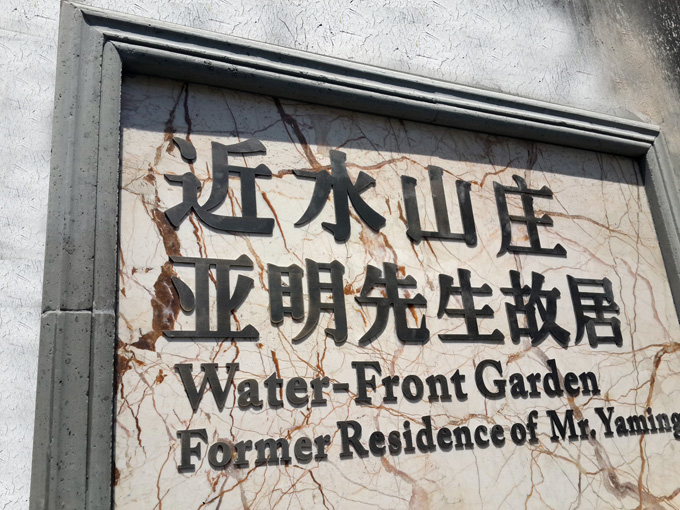 近水山庄
亚明先生故居
Water-Front Garden
Former Residence of Mr.Yaming